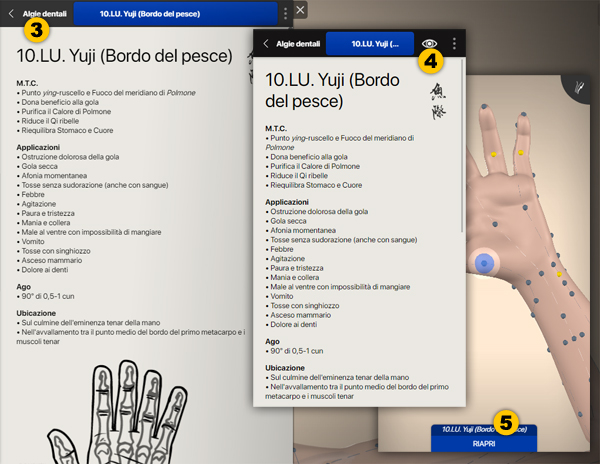 Algie dentali
10.LU. Yuji (Bordo del pesce)
3
10.LU. Yuji (Bordo del pesce)
M.T.C.
• Punto ying-ruscello e Fuoco del meridiano di Polmone
• Dona beneficio alla gola
• Purifica il Calore di Polmone
• Riduce il Qi ribelle
• Riequilibra Stomaco e Cuore
Applicazioni
• Ostruzione dolorosa della gola
• Gola secca
• Afonia momentanea
• Tosse senza sudorazione (anche con sangue)
• Febbre
• Agitazione
• Paura e tristezza
• Mania e collera
• Male al ventre con impossibilità di mangiare
• Vomito
• Tosse con singhiozzo
• Asceso mammario
• Dolore ai denti
Ago
• 90° di 0,5-1 cun
Ubicazione
• Sul culmine dell'eminenza tenar della mano
• Nell'avvallamento tra il punto medio del bordo del primo metacarpo e i
muscoli tenar
Algie dentali
10.LU. Yuji (...
4
10.LU. Yuji (Bordo
del pesce)
魚
際
M.T.C.
• Punto ying-ruscello e Fuoco del meridiano di
Polmone
• Dona beneficio alla gola
• Purifica il Calore di Polmone
• Riduce il Qi ribelle
• Riequilibra Stomaco e Cuore
Applicazioni
• Ostruzione dolorosa della gola
• Gola secca
• Afonia momentanea
• Tosse senza sudorazione (anche con sangue)
• Febbre
• Agitazione
• Paura e tristezza
• Mania e collera
• Male al ventre con impossibilità di mangiare
• Vomito
• Tosse con singhiozzo
• Asceso mammario
• Dolore ai denti
Ago
• 90° di 0,5-1 cun
Ubicazione
• Sul culmine dell'eminenza tenar della mano
• Nell'avvallamento tra il punto medio del bordo del primo
metacarpo e i muscoli tenar
5
10.LU. Yuji (Bordo del pesce)
RIAPRI